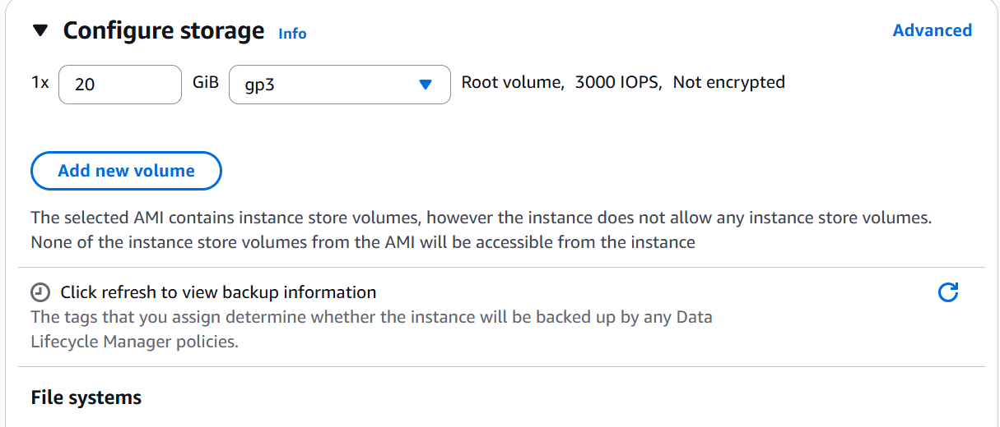 Configure storage Info Advanced
1x 20 GiB gp3 Root volume, 3000 IOPS, Not encrypted
Add new volume
The selected AMI contains instance store volumes, however the instance does not allow any instance store volumes.
None of the instance store volumes from the AMI will be accessible from the instance
Click refresh to view backup information
The tags that you assign determine whether the instance will be backed up by any Data
Lifecycle Manager policies.
File systems